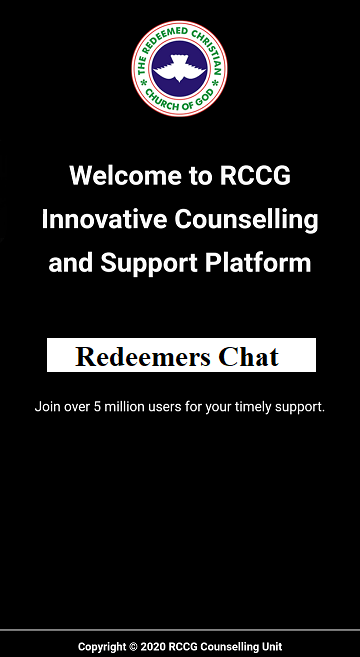 THE REDEEMED CHRISTIAN
CHURCH OF GOD
Welcome to RCCG
Innovative Counselling
and Support Platform
Redeemers Chat
Join over 5 million users for your timely support.
Copyright © 2020 RCCG Counselling Unit